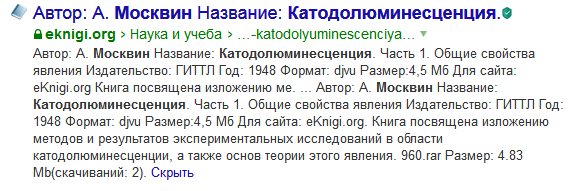 Автор: А. Москвин Название: Катодолюминесценция.
eknigi.org › Наука и учеба › ...-katodolyuminescenciya...
Автор: А. Москвин Название: Катодолюминесценция. Часть 1. Общие свойства
явления Издательство: ГИТТЛ Год: 1948 Формат: djvu Размер:4,5 Мб Для сайта:
eKnigi.org Книга посвящена изложению ме. ... Автор: А. Москвин Название:
Катодолюминесценция. Часть 1. Общие свойства явления Издательство: ГИТТЛ Год:
1948 Формат: djvu Размер:4,5 Мб Для сайта: eKnigi.org. Книга посвящена изложению
методов и результатов экспериментальных исследований в области
катодолюминесценции, а также основ теории этого явления. 960.rar Размер: 4.83
Mb(скачивании: 2). Скрыть